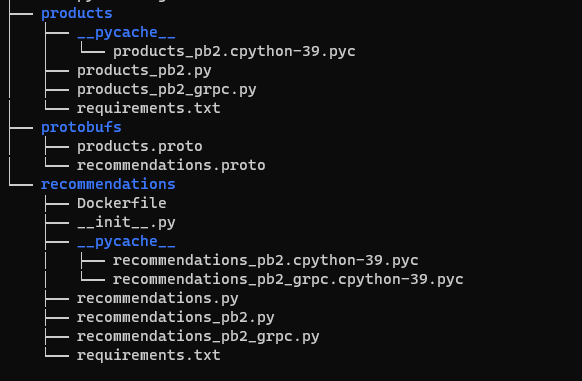 products
__pycache__
products_pb2.cpython-39.pyc
products_pb2.py
products_pb2_grpc.py
requirements.txt
protobufs
products.proto
recommendations.proto
recommendations
Dockerfile
__init__.py
__pycache__
recommendations_pb2.cpython-39.pyc
recommendations_pb2_grpc.cpython-39.pyc
recommendations.py
recommendations_pb2.py
recommendations_pb2_grpc.py
requirements.txt